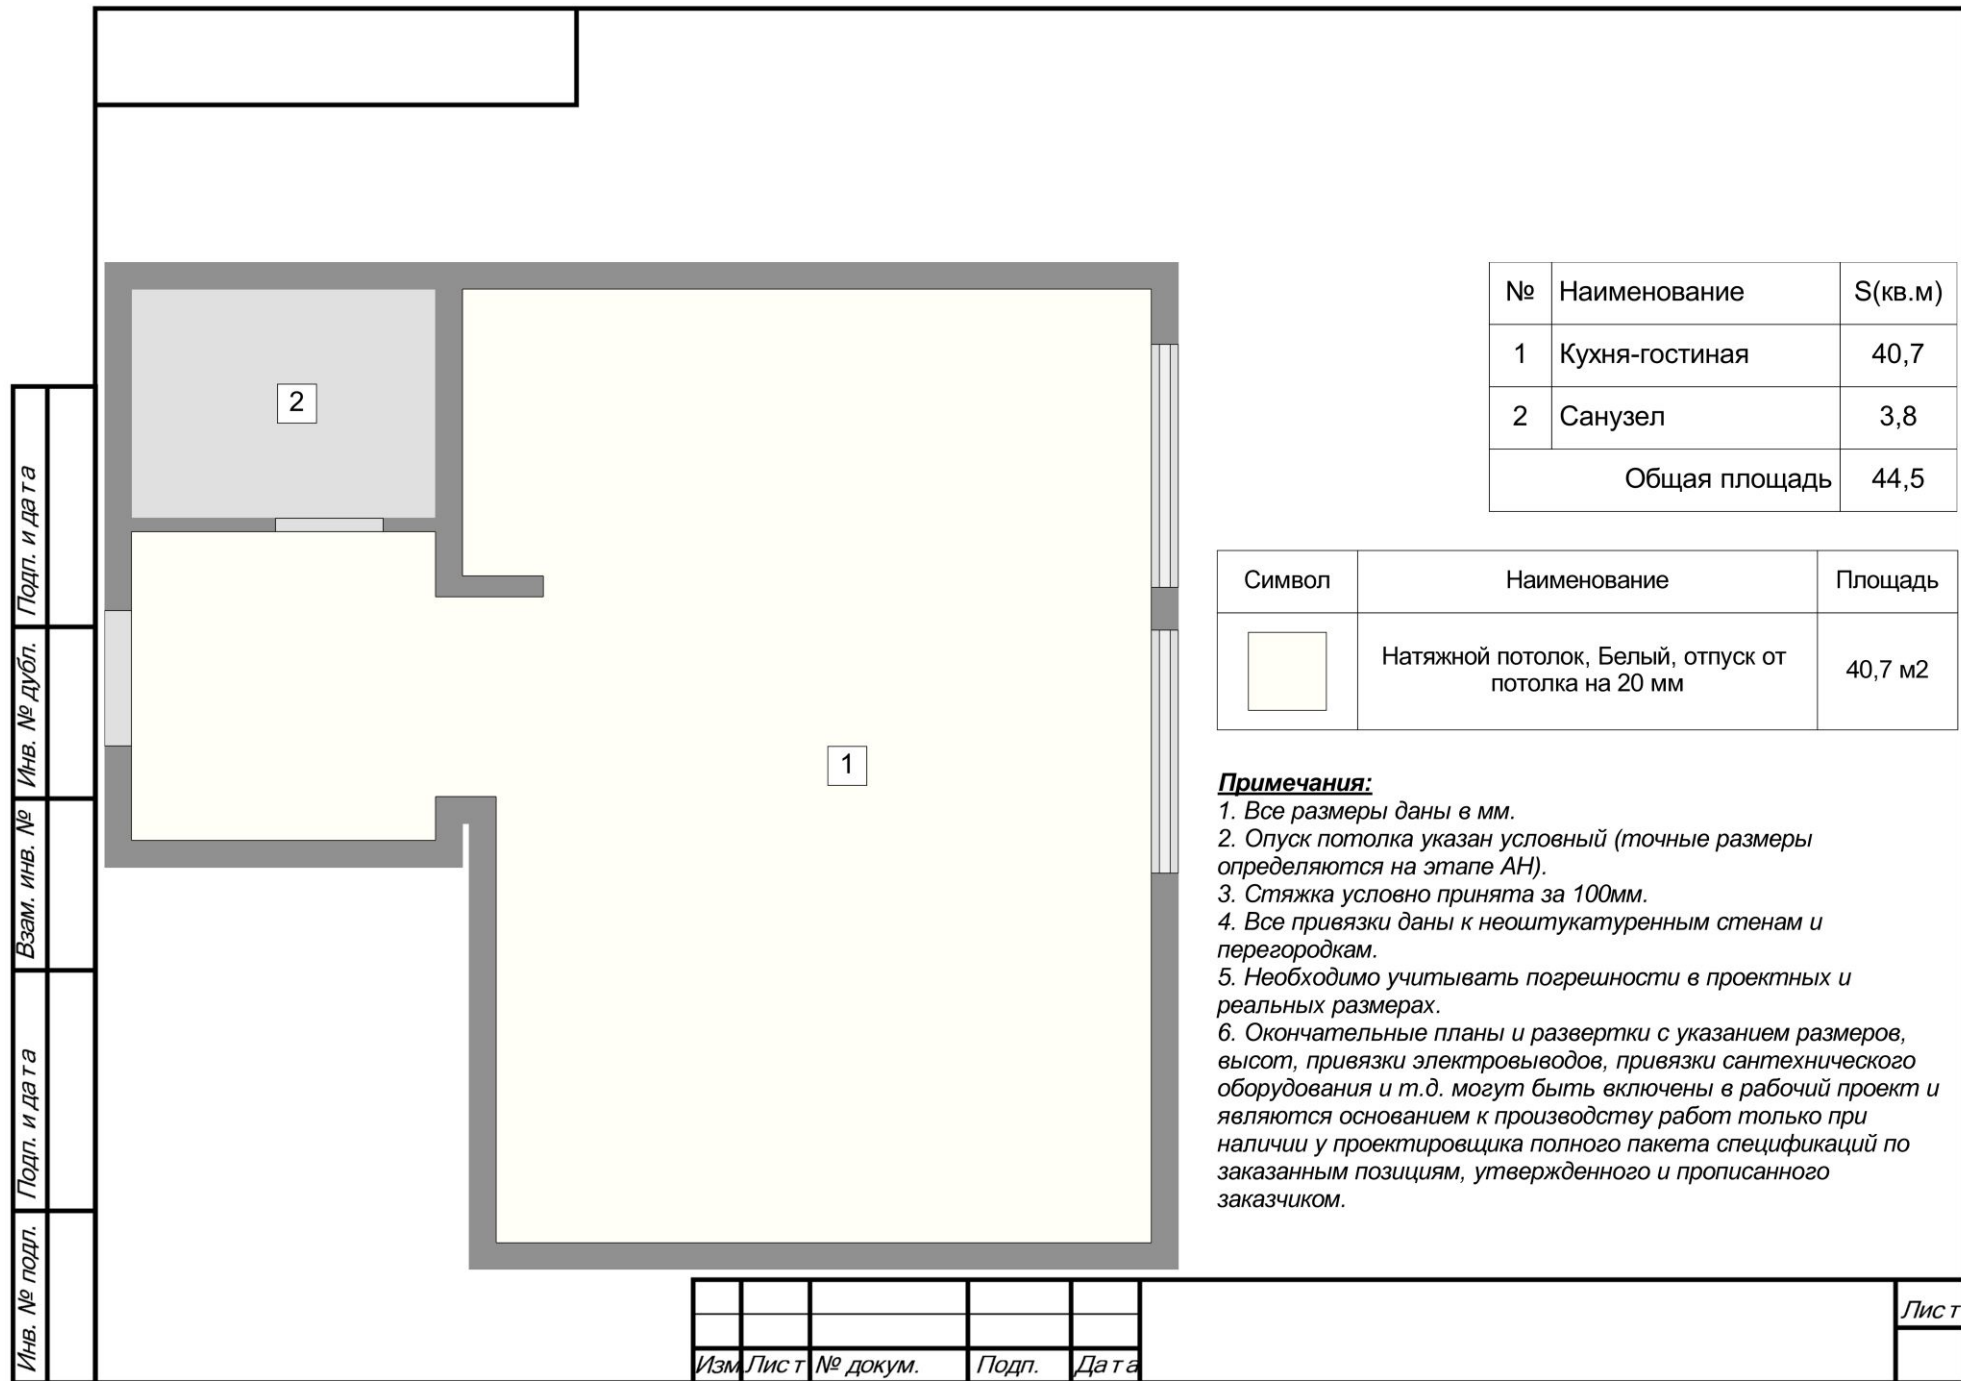 № Наименование S(кв.м)
1 Кухня-гостиная 40,7
2 Санузел 3,8
Общая площадь 44,5
2
1
Символ Наименование Площадь
Натяжной потолок, Белый, отпуск от
потолка на 20 мм
40,7 м2
Примечания:
1. Все размеры даны в мм.
2. Опуск потолка указан условный (точные размеры
определяются на этапе АН).
3. Стяжка условно принята за 100мм.
4. Все привязки даны к неоштукатуренным стенам и
перегородкам.
5. Необходимо учитывать погрешности в проектных и
реальных размерах.
6. Окончательные планы и развертки с указанием размеров,
высот, привязки электровыводов, привязки сантехнического
оборудования и т.д. могут быть включены в рабочий проект и
являются основанием к производству работ только при
наличии у проектировщика полного пакета спецификаций по
заказанным позициям, утвержденного и прописанного
заказчиком.
Подп. и дата
Инв. № дубл.
Взам. инв. №
Подп. и дата
Инв. № подл.
Изм Лист № докум. Подп. Дата
Лист